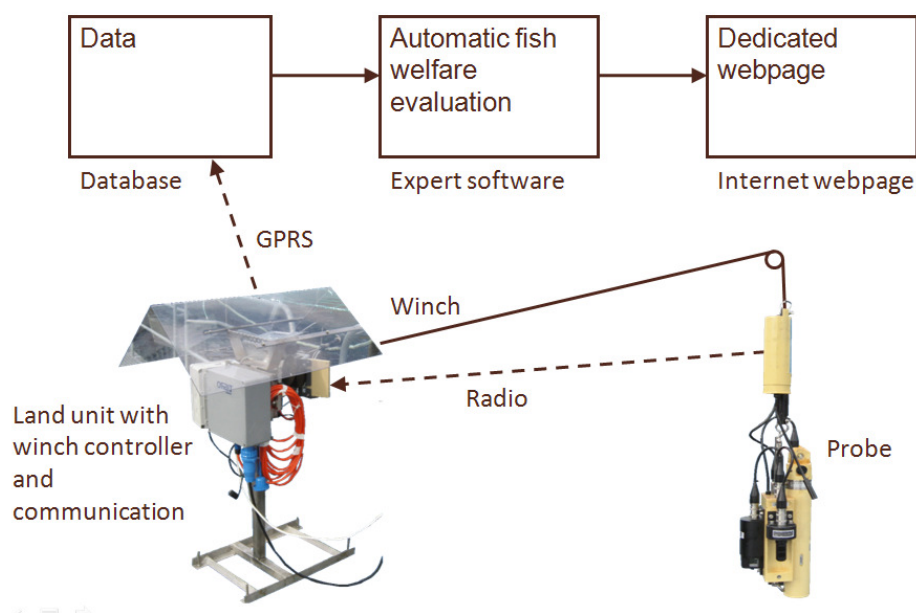 Data
Automatic fish
welfare
evaluation
Dedicated
webpage
Database
Expert software
Internet webpage
GPRS
Winch
Radio
Land unit with
winch controller
and
communication
Probe